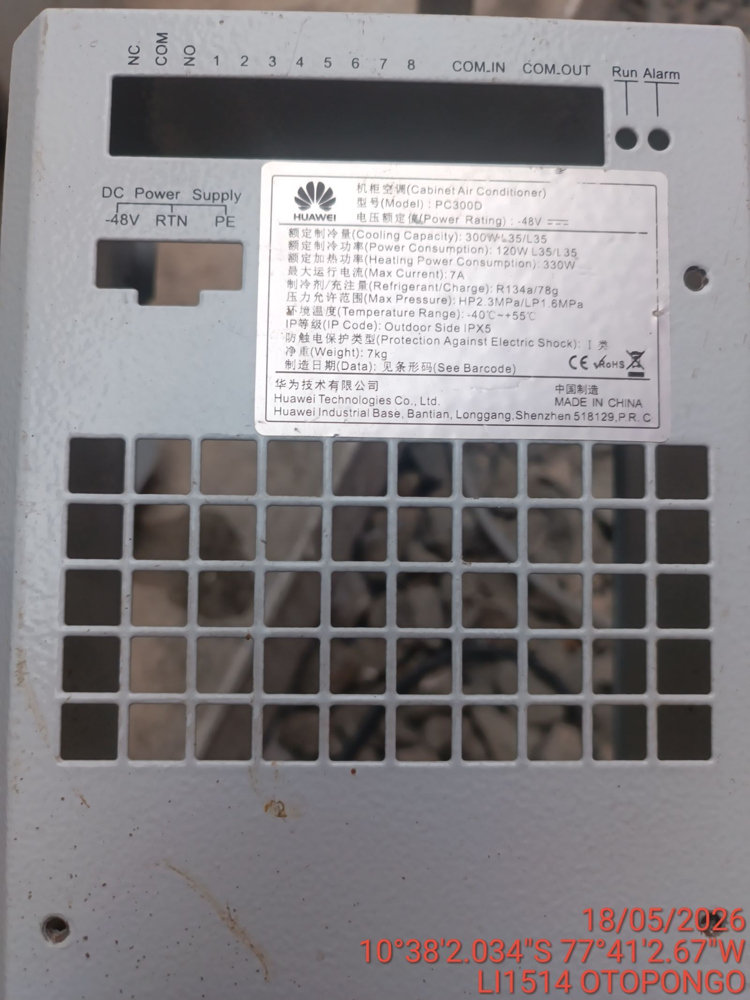 NC COM NO 1 2 3 4 5 6 7 8 COM-IN COM-OUT Run Alarm
DC Power Supply
-48V RTN PE
HUAWEI
机柜空调(Cabinet Air Conditioner)
型号(Model) : PC300D
电压额定值(Power Rating) : -48V
额定制冷量(Cooling Capacity): 300W L35/L35
额定制冷功率(Power Consumption): 120W L35/L35
额定加热功率(Heating Power Consumption): 330W
最大运行电流(Max Current): 7A
制冷剂/充注量(Refrigerant/Charge): R134a/78g
压力允许范围(Max Pressure): HP2.3MPa/LP1.6MPa
环境温度(Temperature Range): -40℃~+55℃
IP等级(IP Code): Outdoor Side IPX5
防触电保护类型(Protection Against Electric Shock): I 类
净重(Weight): 7kg
制造日期(Data): 见条形码(See Barcode)
CE RoHS
华为技术有限公司
中国制造
Huawei Technologies Co., Ltd.
MADE IN CHINA
Huawei Industrial Base, Bantian, Longgang,Shenzhen 518129,P.R. C
18/05/2026
10°38'2.034"S 77°41'2.67"W
LI1514 OTOPONGO